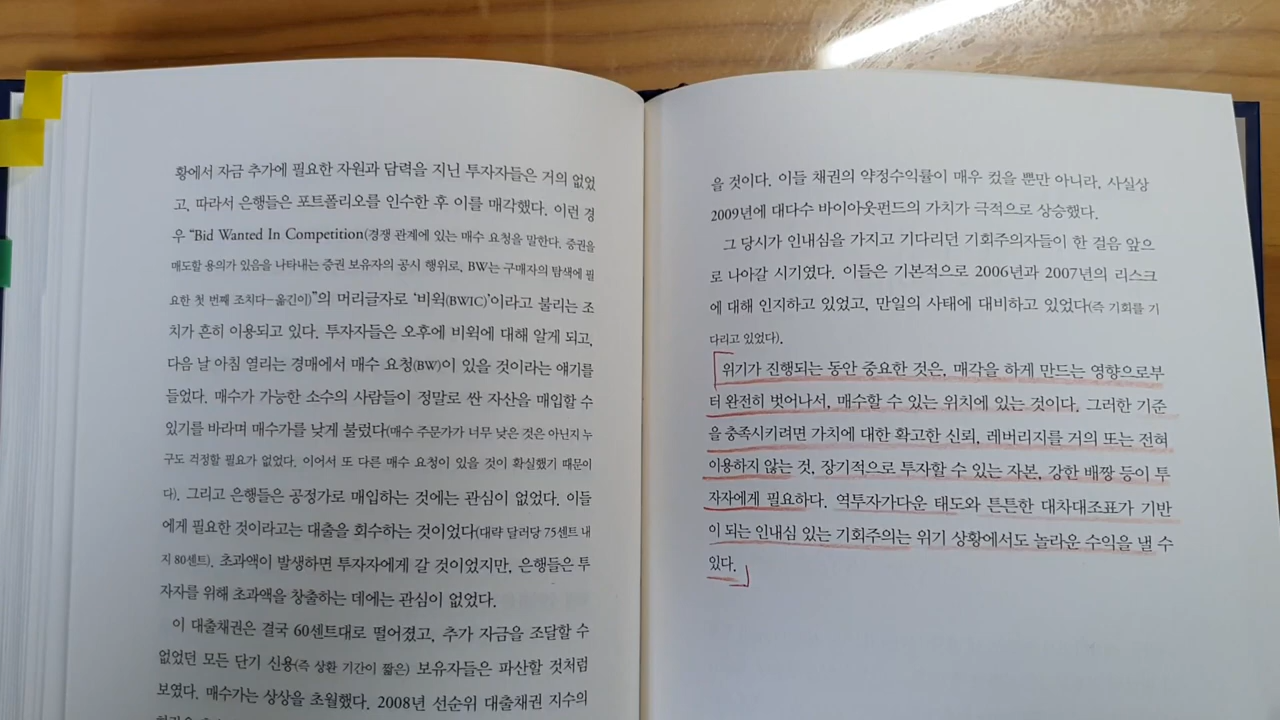 황에서 자금 추가에 필요한 자원과 담력을 지닌 투자자들은 거의 없었
고, 따라서 은행들은 포트폴리오를 인수한 후 이를 매각했다. 이런 경
우 “Bid Wanted In Competition(경쟁 관계에 있는 매수 요청을 말한다. 증권을
매도할 용의가 있음을 나타내는 증권 보유자의 공시 행위로, BW는 구매자의 탐색에 필
요한 첫 번째 조치다–옮긴이)”의 머리글자로 ‘비윅(BWIC)’이라고 불리는 조
치가 흔히 이용되고 있다. 투자자들은 오후에 비윅에 대해 알게 되고,
다음 날 아침 열리는 경매에서 매수 요청(BW)이 있을 것이라는 얘기를
들었다. 매수가 가능한 소수의 사람들이 정말로 싼 자산을 매입할 수
있기를 바라며 매수가를 낮게 불렀다(매수 주문가가 너무 낮은 것은 아닌지 누
구도 걱정할 필요가 없었다. 이어서 또 다른 매수 요청이 있을 것이 확실했기 때문이
다). 그리고 은행들은 공정가로 매입하는 것에는 관심이 없었다. 이들
에게 필요한 것이라고는 대출을 회수하는 것이었다(대략 달러당 75센트 내
지 80센트). 초과액이 발생하면 투자자에게 갈 것이었지만, 은행들은 투
자자를 위해 초과액을 창출하는 데에는 관심이 없었다.
이 대출채권은 결국 60센트대로 떨어졌고, 추가 자금을 조달할 수
없었던 모든 단기 신용(즉 상환 기간이 짧은) 보유자들은 파산할 것처럼
보였다. 매수가는 상상을 초월했다. 2008년 선순위 대출채권 지수의
을 것이다. 이들 채권의 약정수익률이 매우 컸을 뿐만 아니라, 사실상
2009년에 대다수 바이아웃펀드의 가치가 극적으로 상승했다.
그 당시가 인내심을 가지고 기다리던 기회주의자들이 한 걸음 앞으
로 나아갈 시기였다. 이들은 기본적으로 2006년과 2007년의 리스크
에 대해 인지하고 있었고, 만일의 사태에 대비하고 있었다(즉 기회를 기
다리고 있었다).
위기가 진행되는 동안 중요한 것은, 매각을 하게 만드는 영향으로부
터 완전히 벗어나서, 매수할 수 있는 위치에 있는 것이다. 그러한 기준
을 충족시키려면 가치에 대한 확고한 신뢰, 레버리지를 거의 또는 전혀
이용하지 않는 것, 장기적으로 투자할 수 있는 자본, 강한 배짱 등이 투
자자에게 필요하다. 역투자가다운 태도와 튼튼한 대차대조표가 기반
이 되는 인내심 있는 기회주의는 위기 상황에서도 놀라운 수익을 낼 수
있다.